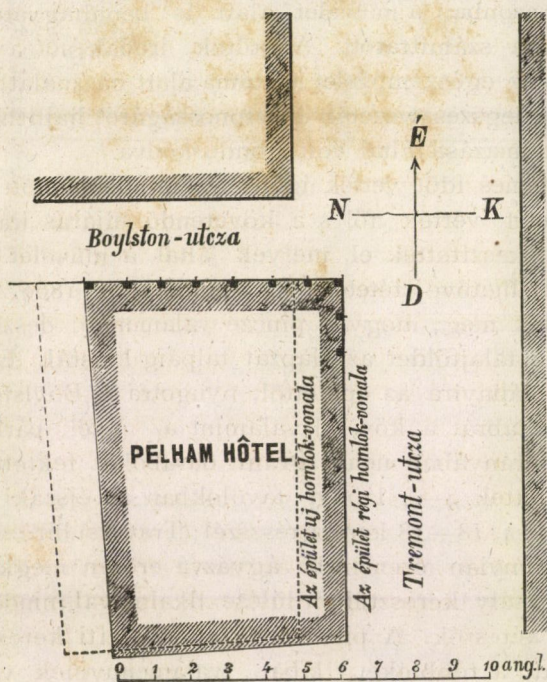 É
N K
Boylston-utcza
D
PELHAM HÔTEL
Az épület uj homlok-vonala
Az épület régi homlok-vonala
Tremont-utcza
0 1 2 3 4 5 6 7 8 9 10 angl.